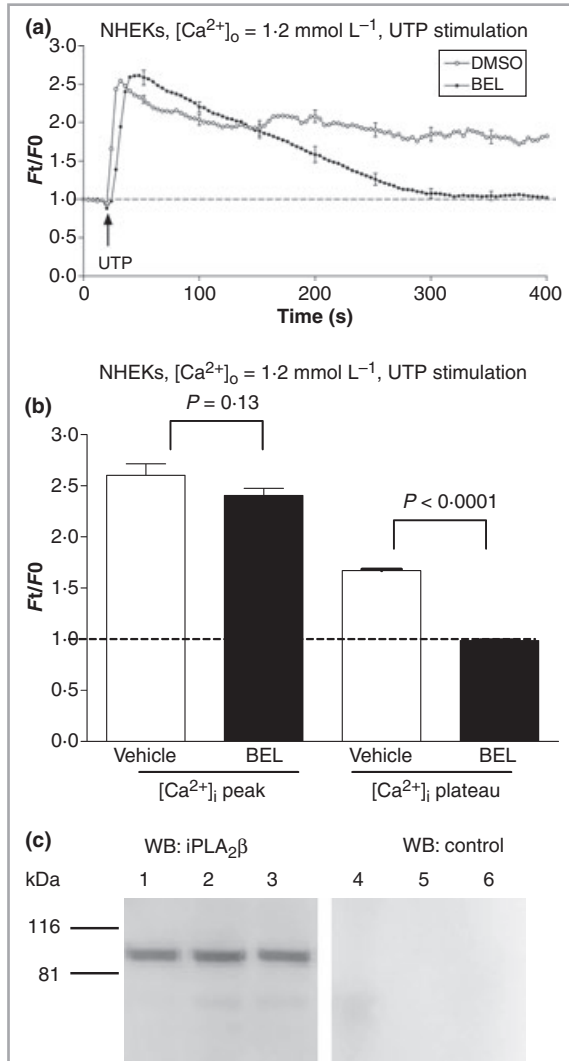 (a) NHEKs, [Ca²⁺]ₒ = 1·2 mmol L⁻¹, UTP stimulation
3·0
2·5
2·0
1·5
1·0
0·5
0·0
Ft/F0
DMSO
BEL
UTP
0 100 200 300 400
Time (s)
NHEKs, [Ca²⁺]ₒ = 1·2 mmol L⁻¹, UTP stimulation
(b)
P = 0·13
P < 0·0001
3·0
2·5
2·0
1·5
1·0
0·5
0·0
Ft/F0
Vehicle BEL Vehicle BEL
[Ca²⁺]ᵢ peak [Ca²⁺]ᵢ plateau
(c) WB: iPLA₂β WB: control
kDa 1 2 3 4 5 6
116
81